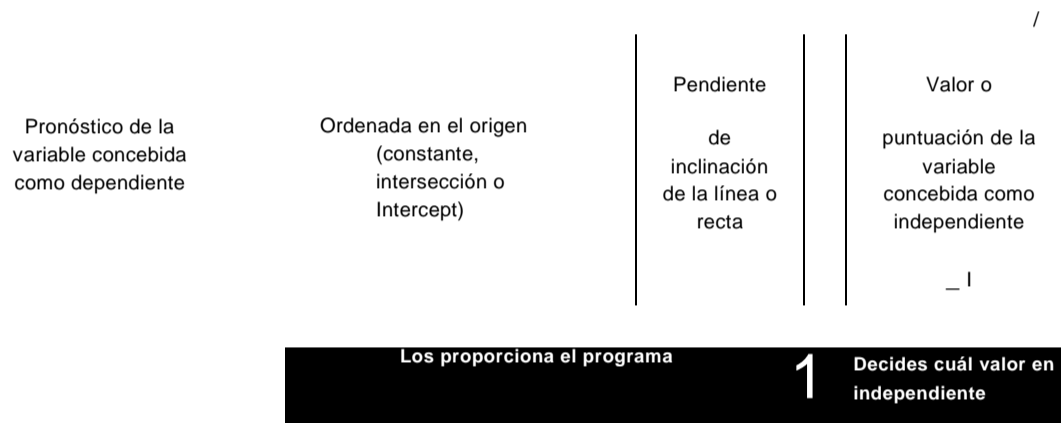 /
Pronóstico de la
variable concebida
como dependiente
Ordenada en el origen
(constante,
intersección o
Intercept)
Pendiente
de
inclinación
de la línea o
recta
Valor o
puntuación de la
variable
concebida como
independiente
_ I
Los proporciona el programa
1
Decides cuál valor en
independiente